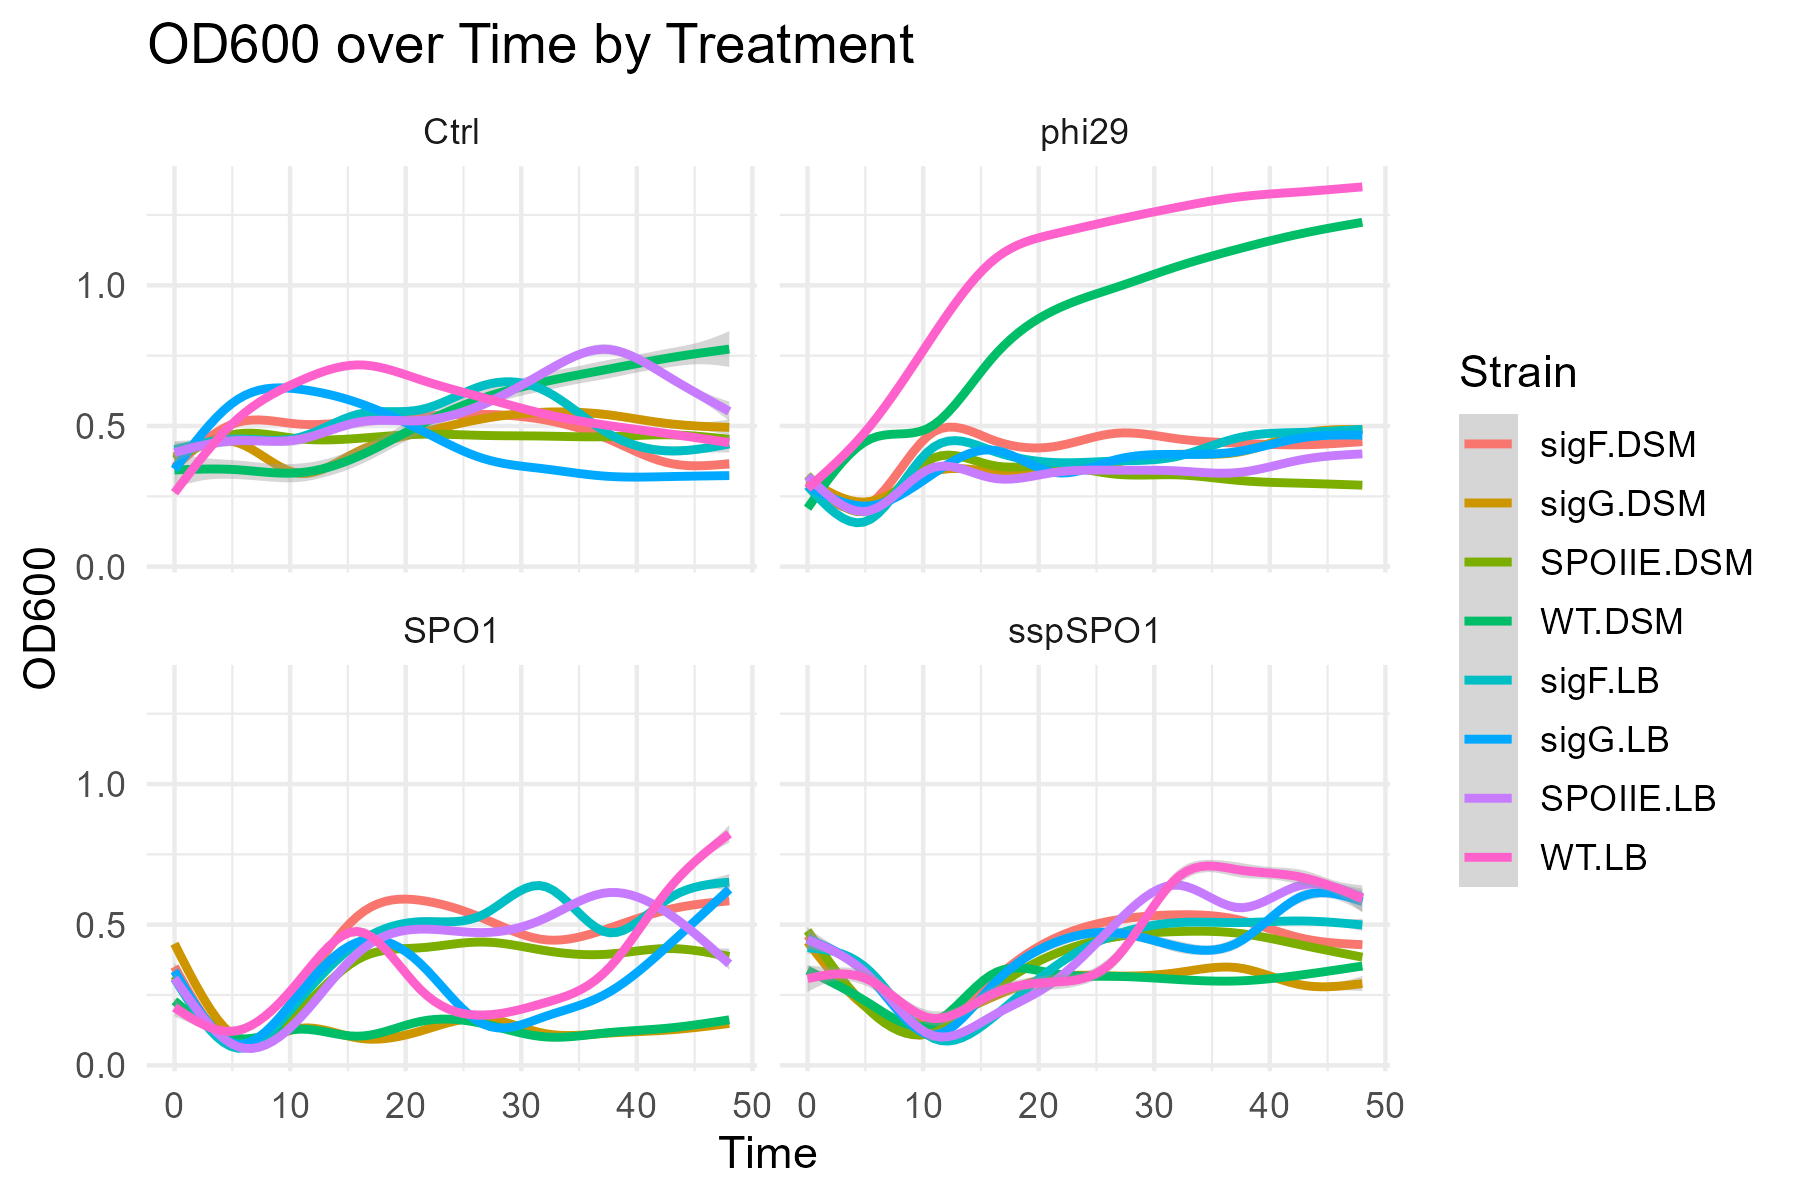 OD600 over Time by Treatment
Ctrl
phi29
1.0
0.5
0.0
SPO1
sspSPO1
1.0
0.5
0.0
0 10 20 30 40 50
0 10 20 30 40 50
Time
OD600
Strain
sigF.DSM
sigG.DSM
SPOIIE.DSM
WT.DSM
sigF.LB
sigG.LB
SPOIIE.LB
WT.LB